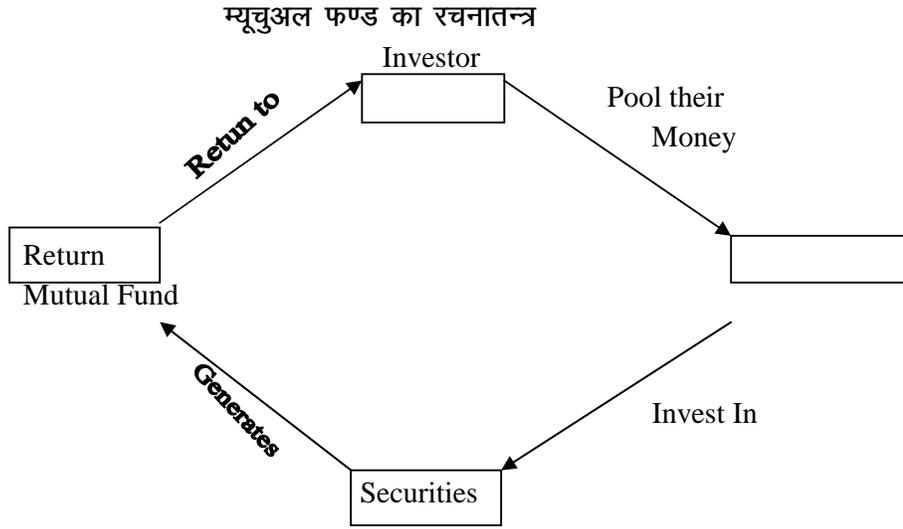 म्यूचुअल फण्ड का रचनातन्त्र
Investor
Pool their
Money
Retun to
Return
Mutual Fund
Generates
Invest In
Securities